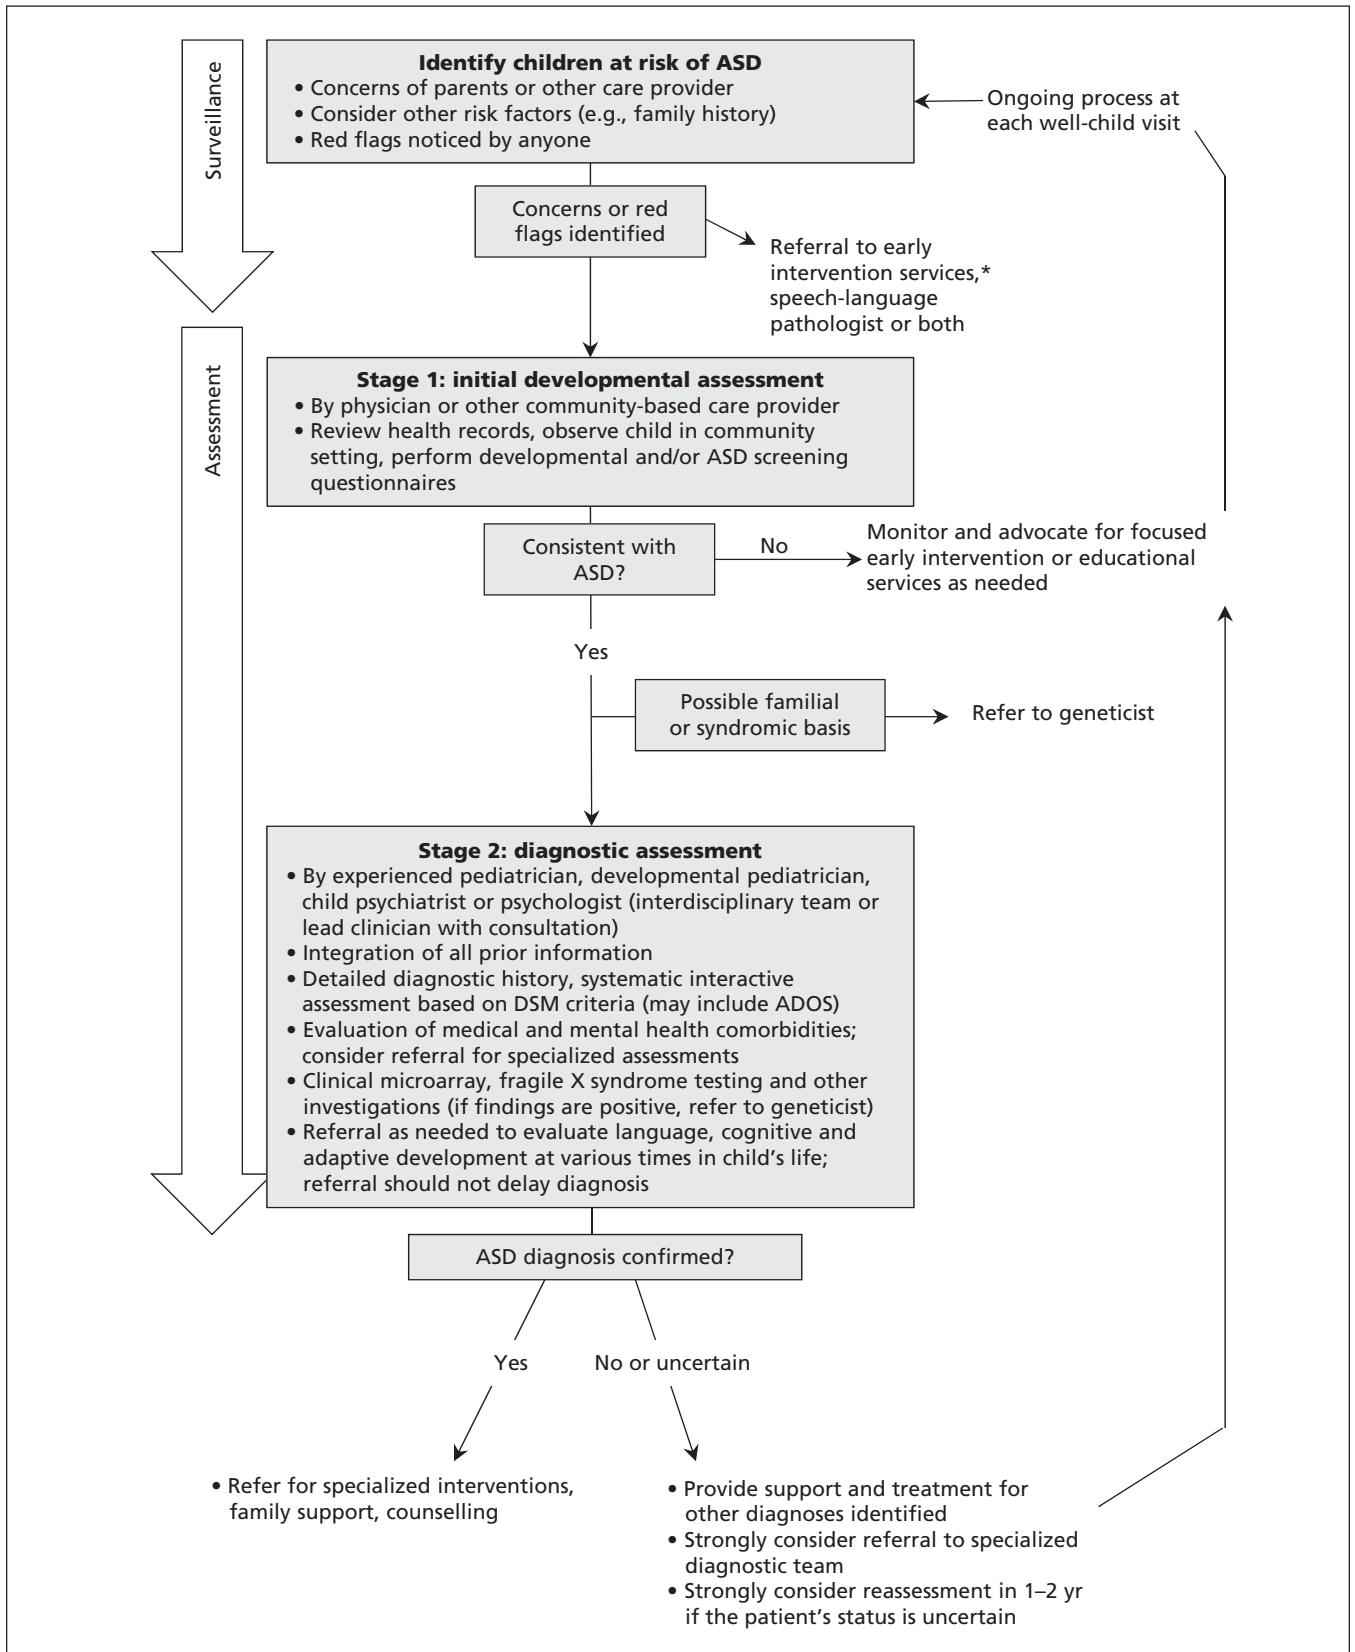 Surveillance
Identify children at risk of ASD
• Concerns of parents or other care provider
• Consider other risk factors (e.g., family history)
• Red flags noticed by anyone
Ongoing process at
each well-child visit
Concerns or red
flags identified
Referral to early
intervention services,*
speech-language
pathologist or both
Assessment
Stage 1: initial developmental assessment
• By physician or other community-based care provider
• Review health records, observe child in community
setting, perform developmental and/or ASD screening
questionnaires
Consistent with
ASD?
No
Monitor and advocate for focused
early intervention or educational
services as needed
Yes
Possible familial
or syndromic basis
Refer to geneticist
Stage 2: diagnostic assessment
• By experienced pediatrician, developmental pediatrician,
child psychiatrist or psychologist (interdisciplinary team or
lead clinician with consultation)
• Integration of all prior information
• Detailed diagnostic history, systematic interactive
assessment based on DSM criteria (may include ADOS)
• Evaluation of medical and mental health comorbidities;
consider referral for specialized assessments
• Clinical microarray, fragile X syndrome testing and other
investigations (if findings are positive, refer to geneticist)
• Referral as needed to evaluate language, cognitive and
adaptive development at various times in child’s life;
referral should not delay diagnosis
ASD diagnosis confirmed?
Yes
No or uncertain
• Refer for specialized interventions,
family support, counselling
• Provide support and treatment for
other diagnoses identified
• Strongly consider referral to specialized
diagnostic team
• Strongly consider reassessment in 1–2 yr
if the patient’s status is uncertain